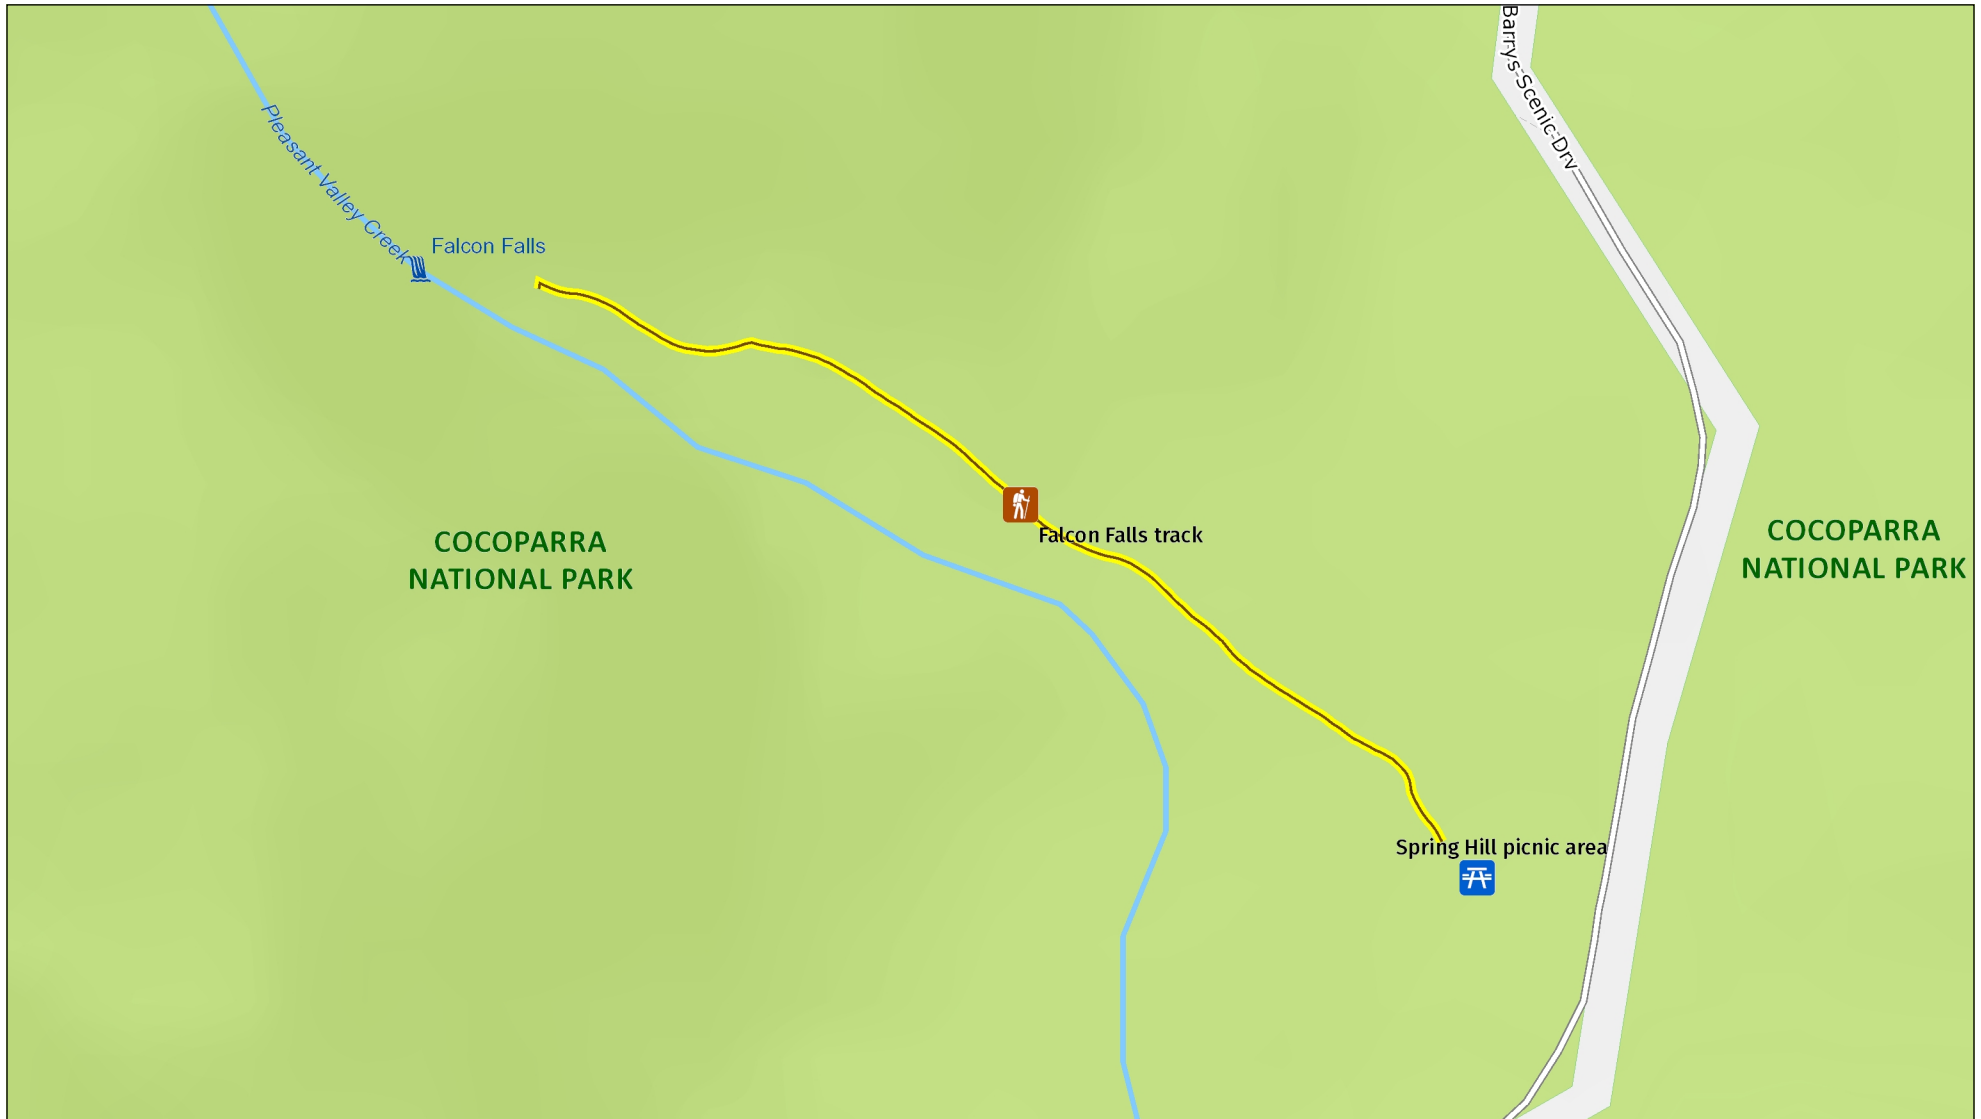 Barrys-Scenic-Drv
Pleasant Valley Creek
Falcon Falls
COCOPARRA
NATIONAL PARK
Falcon Falls track
COCOPARRA
NATIONAL PARK
Spring Hill picnic area